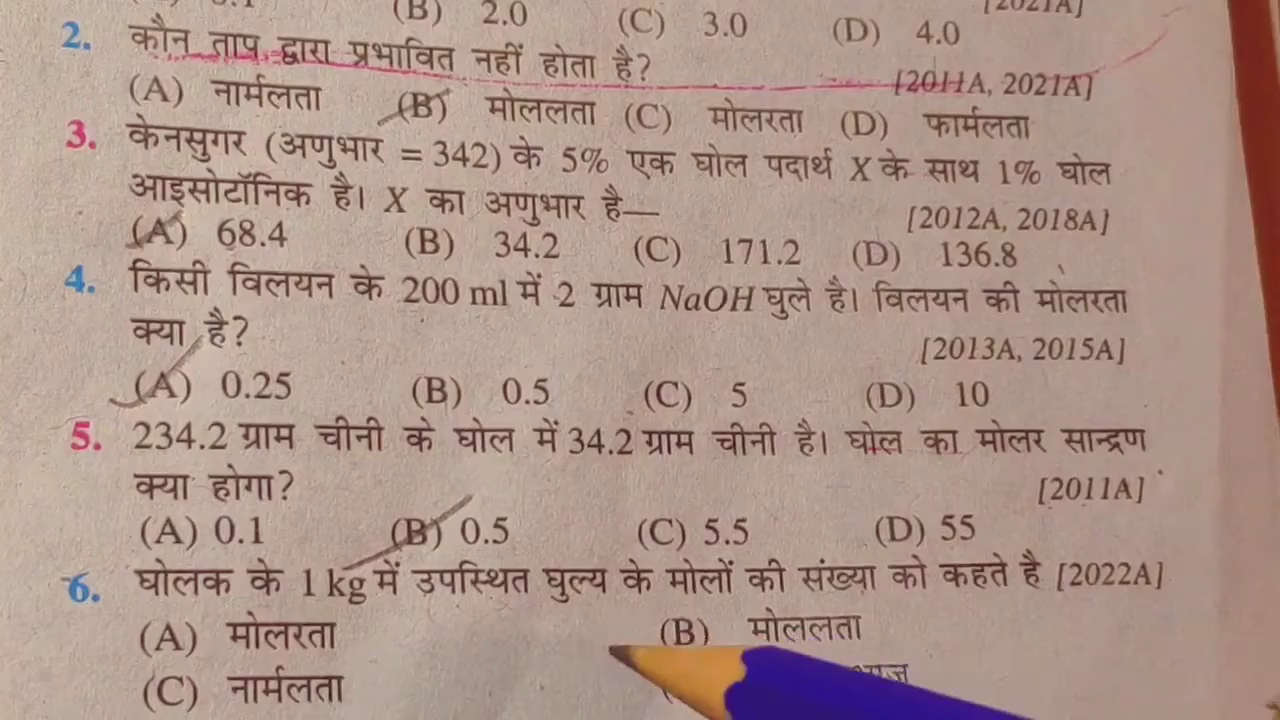 (B) 2.0 (C) 3.0 (D) 4.0 [2021A]
2. कौन ताप द्वारा प्रभावित नहीं होता है?
[2011A, 2021A]
(A) नार्मलता (B) मोललता (C) मोलरता (D) फार्मलता
3. केनसुगर (अणुभार = 342) के 5% एक घोल पदार्थ X के साथ 1% घोल
आइसोटॉनिक है। X का अणुभार है—
[2012A, 2018A]
(A) 68.4 (B) 34.2 (C) 171.2 (D) 136.8
4. किसी विलयन के 200 ml में 2 ग्राम NaOH घुले है। विलयन की मोलरता
क्या है?
[2013A, 2015A]
(A) 0.25 (B) 0.5 (C) 5 (D) 10
5. 234.2 ग्राम चीनी के घोल में 34.2 ग्राम चीनी है। घोल का मोलर सान्द्रण
क्या होगा?
[2011A]
(A) 0.1 (B) 0.5 (C) 5.5 (D) 55
6. घोलक के 1 kg में उपस्थित घुल्य के मोलों की संख्या को कहते है [2022A]
(A) मोलरता (B) मोललता
(C) नार्मलता